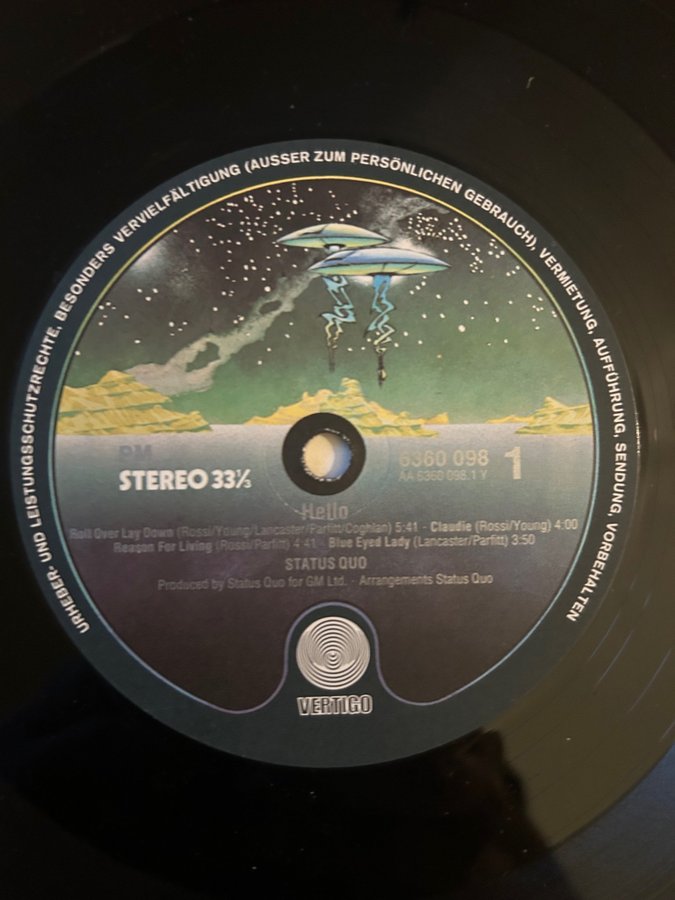 URHEBER- UND LEISTUNGSSCHUTZRECHTE, BESONDERS VERVIELFÄLTIGUNG (AUSSER ZUM PERSÖNLICHEN GEBRAUCH), VERMIETUNG, AUFFÜHRUNG, SENDUNG, VORBEHALTEN
STEREO 33⅓
6360 098 1
AA 6360 098.1 Y
Hello
Roll Over Lay Down (Rossi/Young/Lancaster/Parfitt/Coghlan) 5:41 - Claudie (Rossi/Young) 4:00
Reason For Living (Rossi/Parfitt) 4:41 - Blue Eyed Lady (Lancaster/Parfitt) 3:50
STATUS QUO
Produced by Status Quo for GM Ltd. - Arrangements Status Quo
VERTIGO